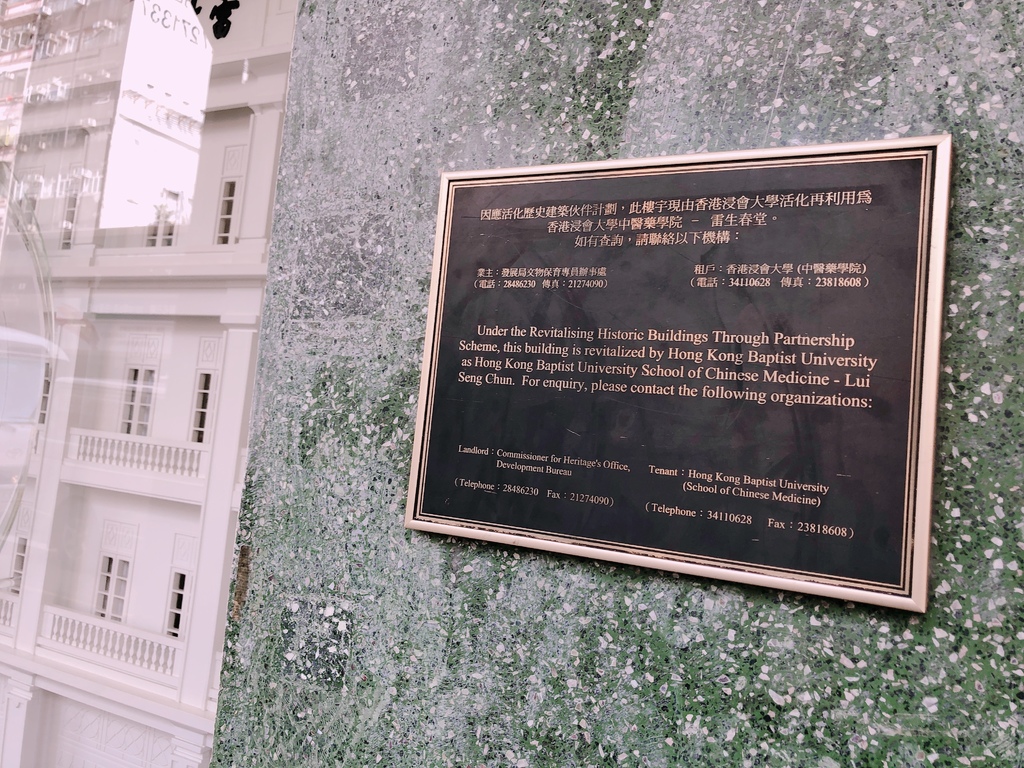 271337
因應活化歷史建築伙伴計劃，此樓宇現由香港浸會大學活化再利用為
香港浸會大學中醫藥學院 － 雷生春堂。
如有查詢，請聯絡以下機構：
業主：發展局文物保育專員辦事處
（電話：28486230 傳真：21274090）
租戶：香港浸會大學 (中醫藥學院)
（電話：34110628 傳真：23818608）
Under the Revitalising Historic Buildings Through Partnership
Scheme, this building is revitalized by Hong Kong Baptist University
as Hong Kong Baptist University School of Chinese Medicine - Lui
Seng Chun. For enquiry, please contact the following organizations:
Landlord：Commissioner for Heritage's Office,
Development Bureau
（Telephone：28486230 Fax：21274090）
Tenant：Hong Kong Baptist University
(School of Chinese Medicine)
（Telephone：34110628 Fax：23818608）